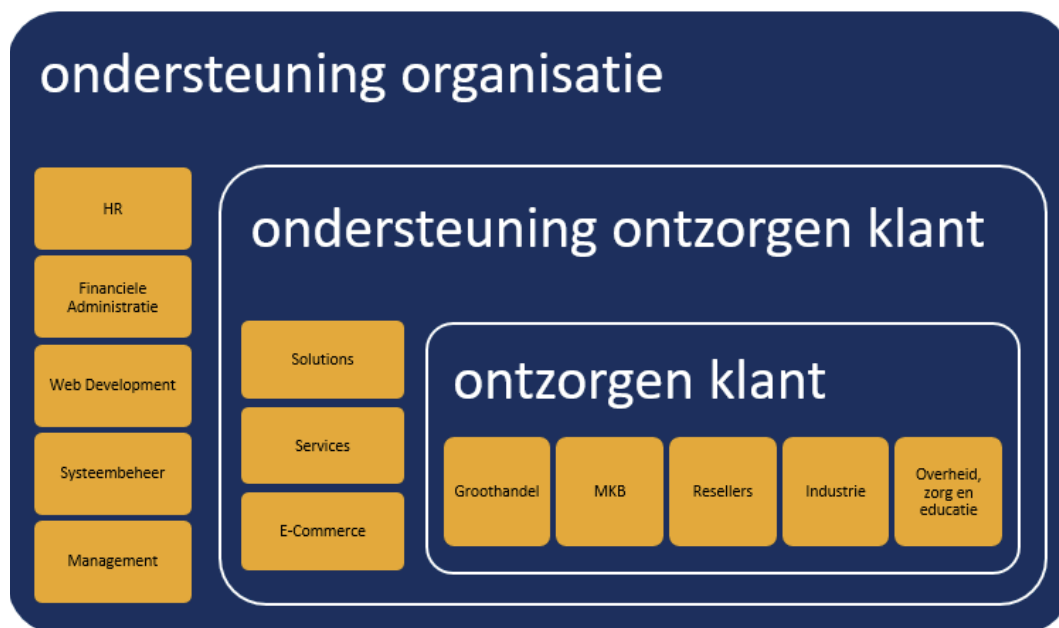 ondersteuning organisatie
HR
Financiele
Administratie
Web Development
Systeembeheer
Management
ondersteuning ontzorgen klant
Solutions
Services
E-Commerce
ontzorgen klant
Groothandel
MKB
Resellers
Industrie
Overheid,
zorg en
educatie